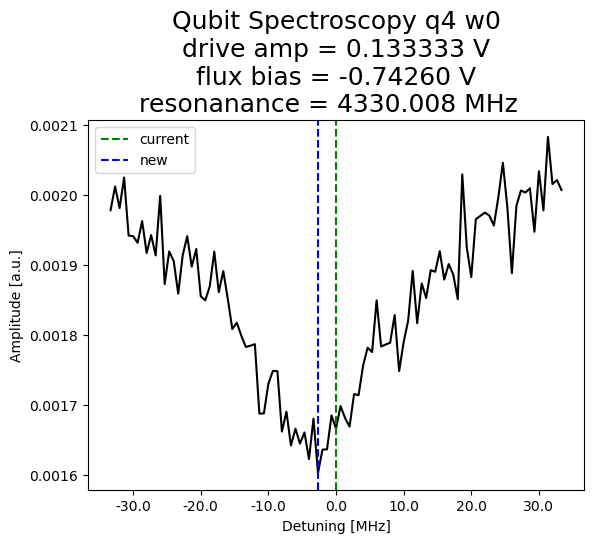 Qubit Spectroscopy q4 w0
drive amp = 0.133333 V
flux bias = -0.74260 V
resonanance = 4330.008 MHz
current
new
0.0021
0.0020
0.0019
0.0018
0.0017
0.0016
Amplitude [a.u.]
-30.0 -20.0 -10.0 0.0 10.0 20.0 30.0
Detuning [MHz]